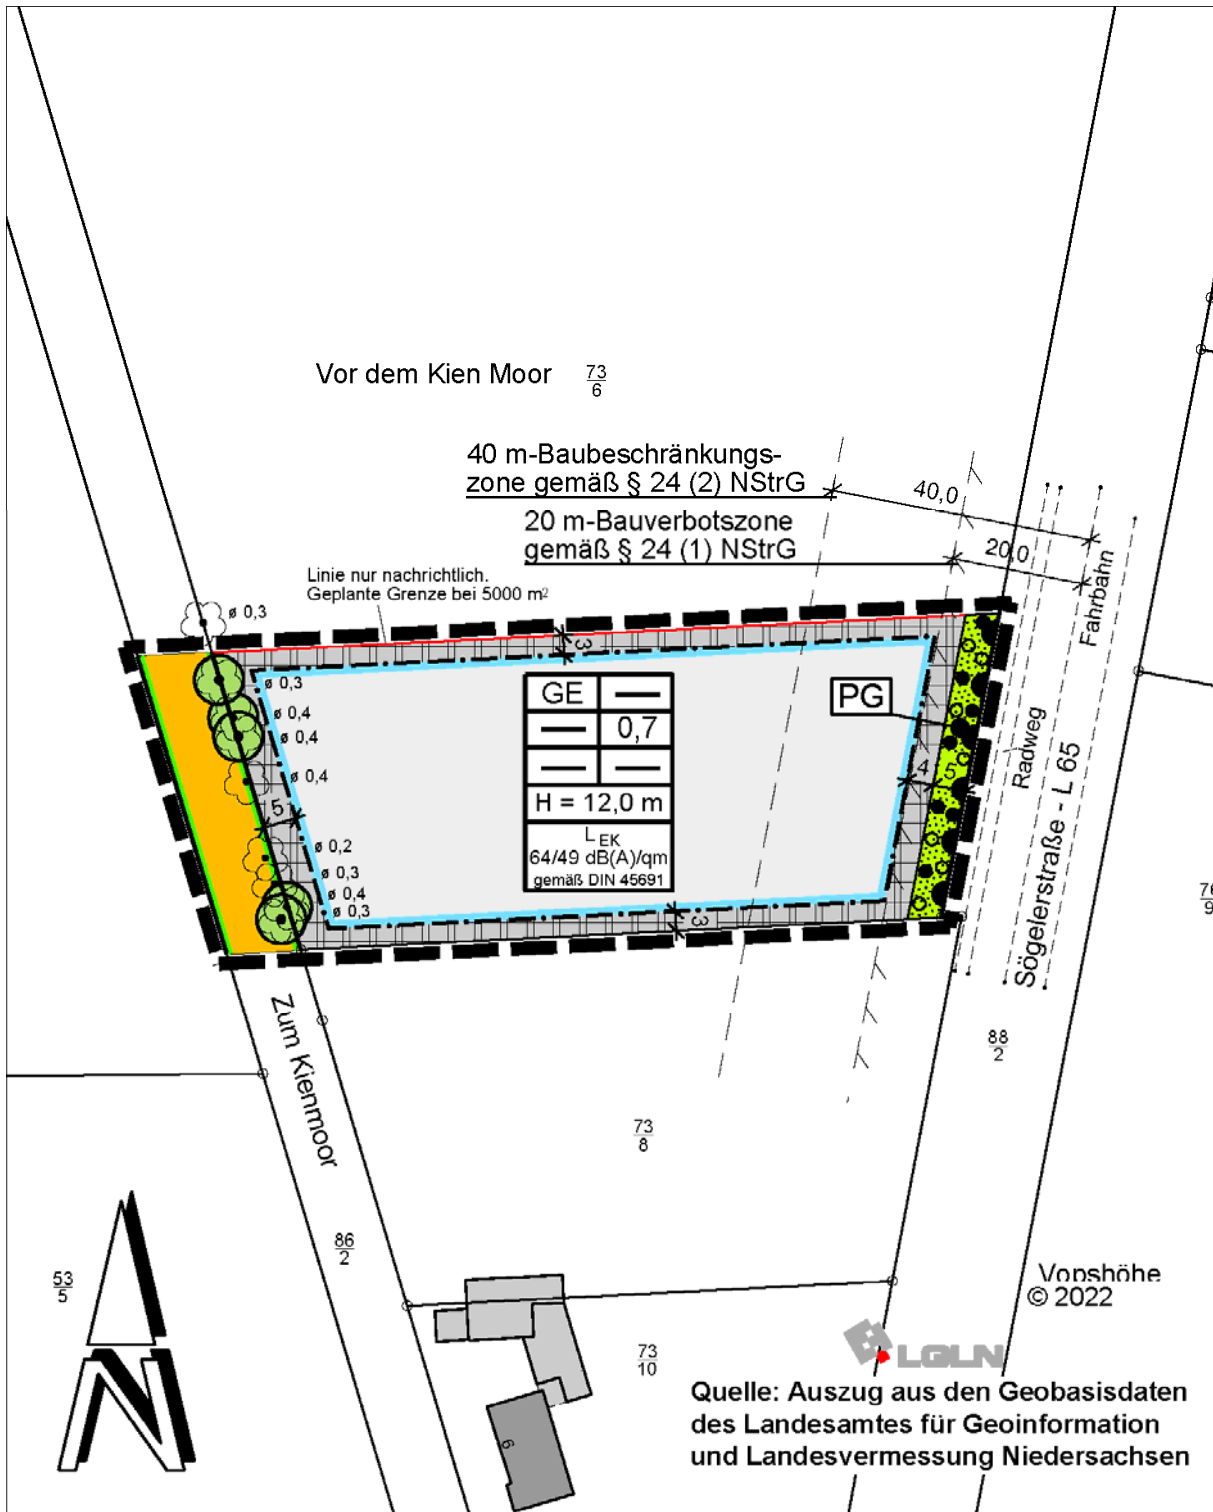 Vor dem Kien Moor
73
6
40 m-Baubeschränkungs-
zone gemäß § 24 (2) NStrG
40,0
20 m-Bauverbotszone
gemäß § 24 (1) NStrG
20,0
Fahrbahn
Linie nur nachrichtlich.
Geplante Grenze bei 5000 m²
ø 0,3
3
ø 0,3
ø 0,4
ø 0,4
ø 0,4
GE
0,7
H = 12,0 m
LEK
64/49 dB(A)/qm
gemäß DIN 45691
PG
Radweg
4
5
5
Sögelerstraße - L 65
ø 0,2
ø 0,3
ø 0,4
ø 0,3
3
76
9
Zum Kienmoor
88
2
73
8
86
2
53
5
N
Vopshöhe
© 2022
73
10
9
LGLN
Quelle: Auszug aus den Geobasisdaten
des Landesamtes für Geoinformation
und Landesvermessung Niedersachsen